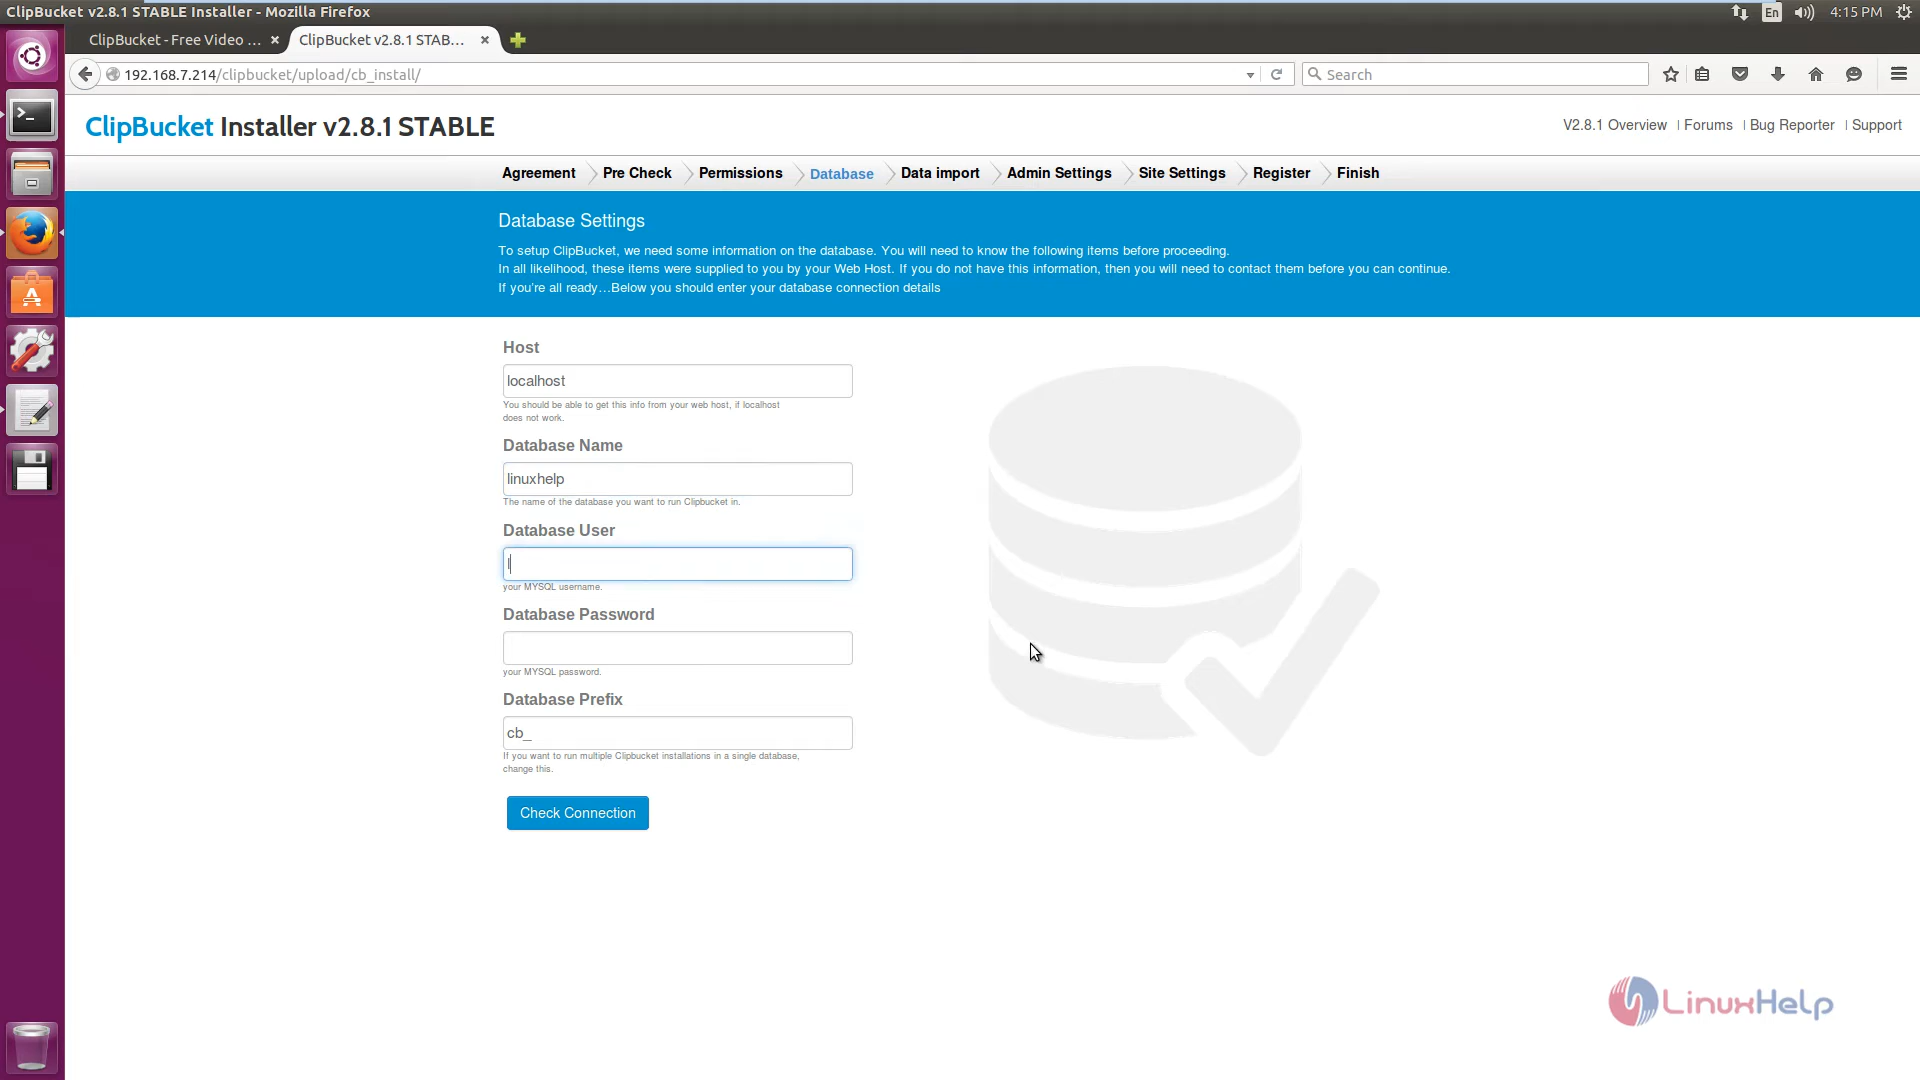 ClipBucket v2.8.1 STABLE Installer - Mozilla Firefox
En
4:15 PM
ClipBucket - Free Video ...
ClipBucket v2.8.1 STAB...
192.168.7.214/clipbucket/upload/cb_install/
Search
ClipBucket Installer v2.8.1 STABLE
V2.8.1 Overview | Forums | Bug Reporter | Support
Agreement Pre Check Permissions Database Data import Admin Settings Site Settings Register Finish
Database Settings
To setup ClipBucket, we need some information on the database. You will need to know the following items before proceeding.
In all likelihood, these items were supplied to you by your Web Host. If you do not have this information, then you will need to contact them before you can continue.
If you're all ready…Below you should enter your database connection details
Host
localhost
You should be able to get this info from your web host, if localhost
does not work.
Database Name
linuxhelp
The name of the database you want to run Clipbucket in.
Database User
l
your MYSQL username.
Database Password
your MYSQL password.
Database Prefix
cb_
If you want to run multiple Clipbucket installations in a single database,
change this.
Check Connection
LinuxHelp